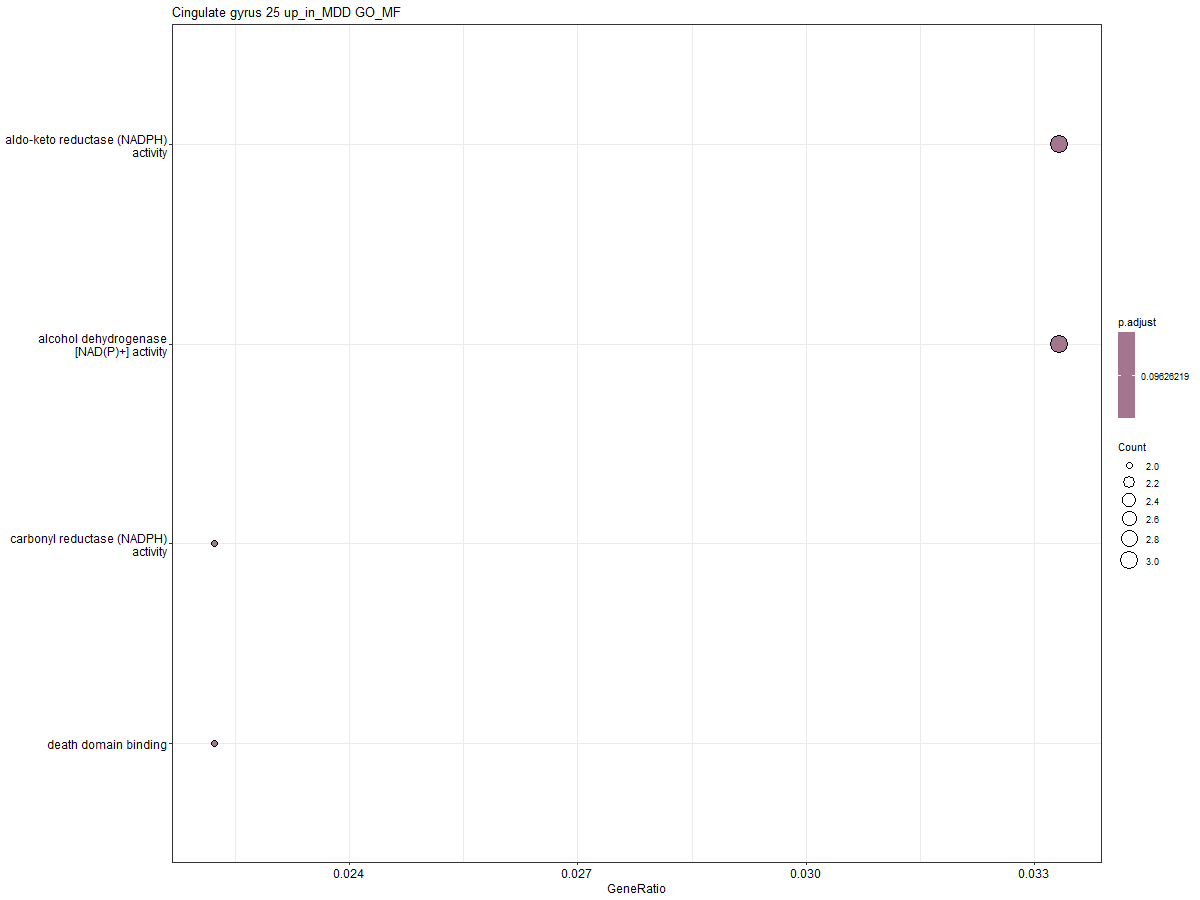 Cingulate gyrus 25 up_in_MDD GO_MF
aldo-keto reductase (NADPH)
activity
alcohol dehydrogenase
[NAD(P)+] activity
carbonyl reductase (NADPH)
activity
death domain binding
0.024
0.027
0.030
0.033
GeneRatio
p.adjust
0.09626219
Count
2.0
2.2
2.4
2.6
2.8
3.0